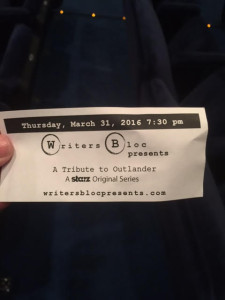 Thursday, March 31, 2016 7:30 pm
Writers Bloc
presents
A Tribute to Outlander
A starz Original Series
writersblocpresents.com